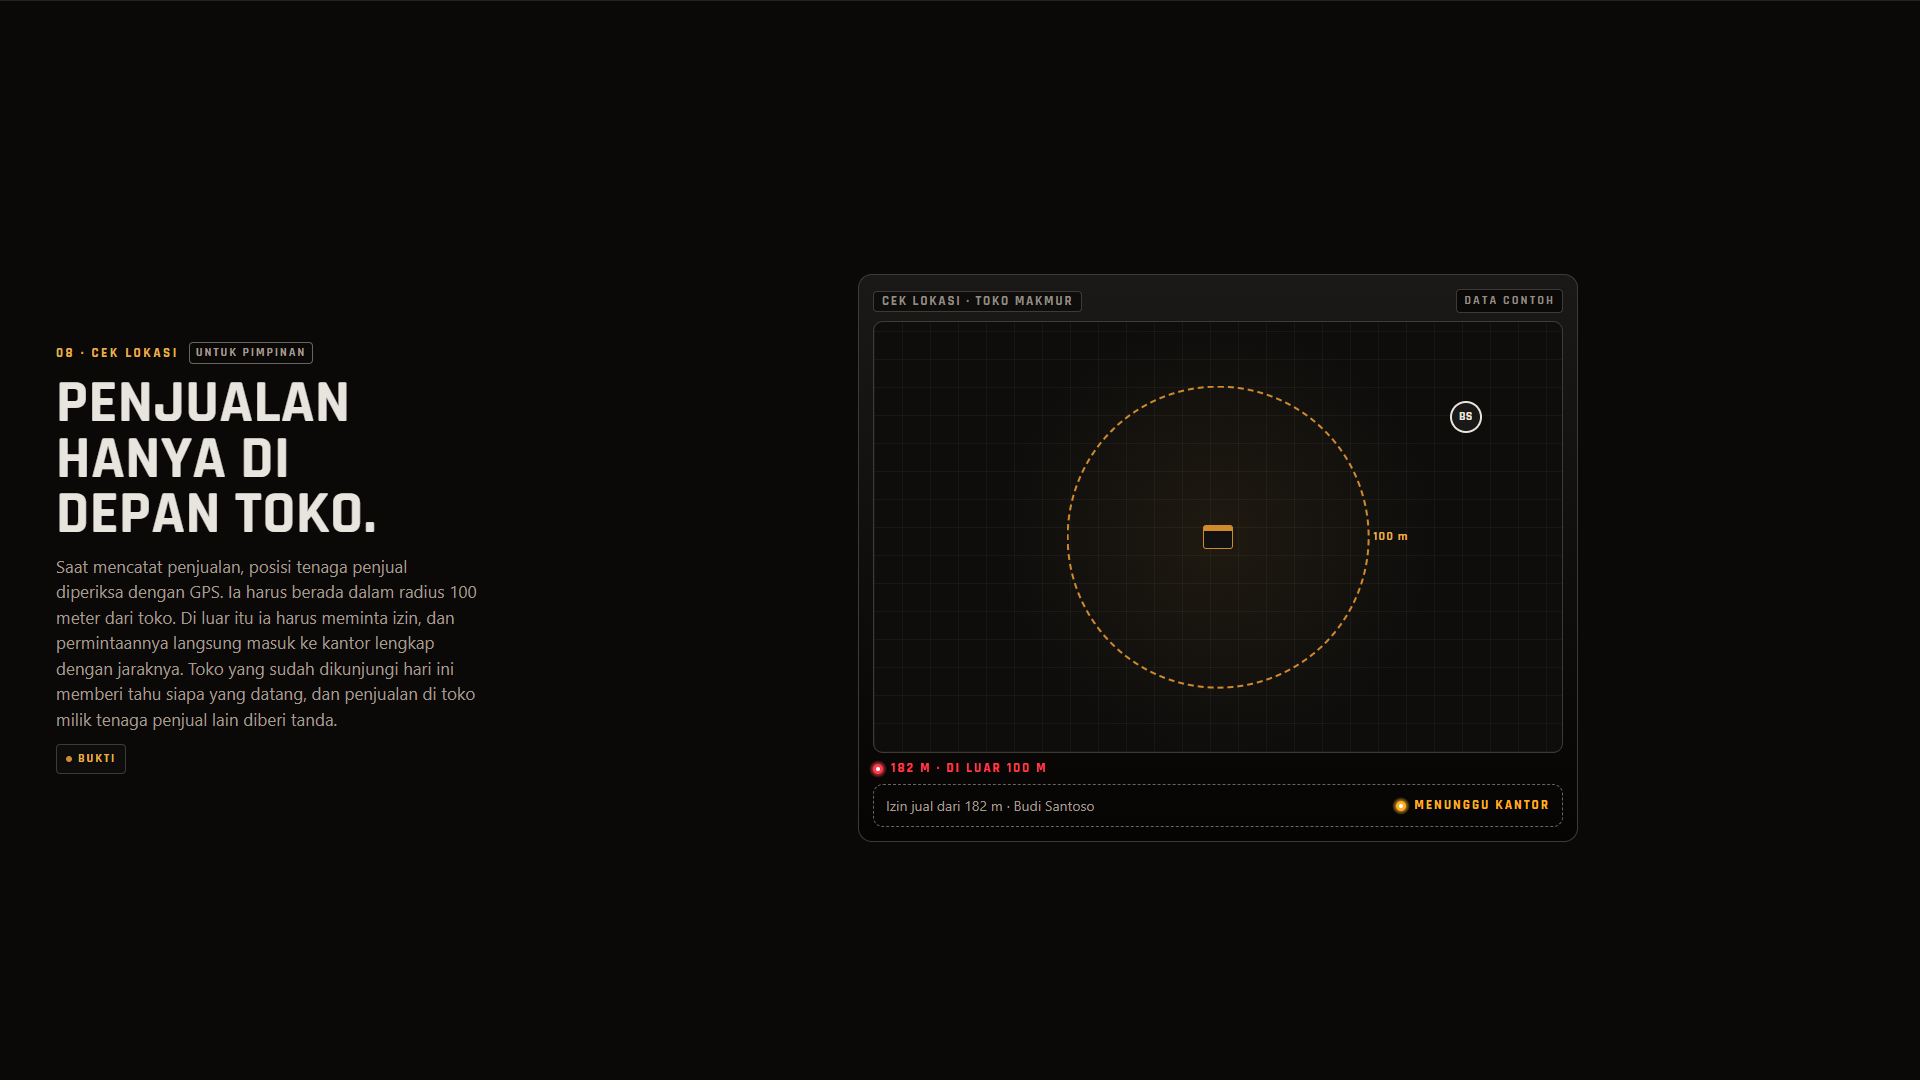 08 · CEK LOKASI UNTUK PIMPINAN
PENJUALAN
HANYA DI
DEPAN TOKO.
Saat mencatat penjualan, posisi tenaga penjual
diperiksa dengan GPS. Ia harus berada dalam radius 100
meter dari toko. Di luar itu ia harus meminta izin, dan
permintaannya langsung masuk ke kantor lengkap
dengan jaraknya. Toko yang sudah dikunjungi hari ini
memberi tahu siapa yang datang, dan penjualan di toko
milik tenaga penjual lain diberi tanda.
BUKTI
CEK LOKASI · TOKO MAKMUR
DATA CONTOH
BS
100 m
182 M · DI LUAR 100 M
Izin jual dari 182 m · Budi Santoso
MENUNGGU KANTOR